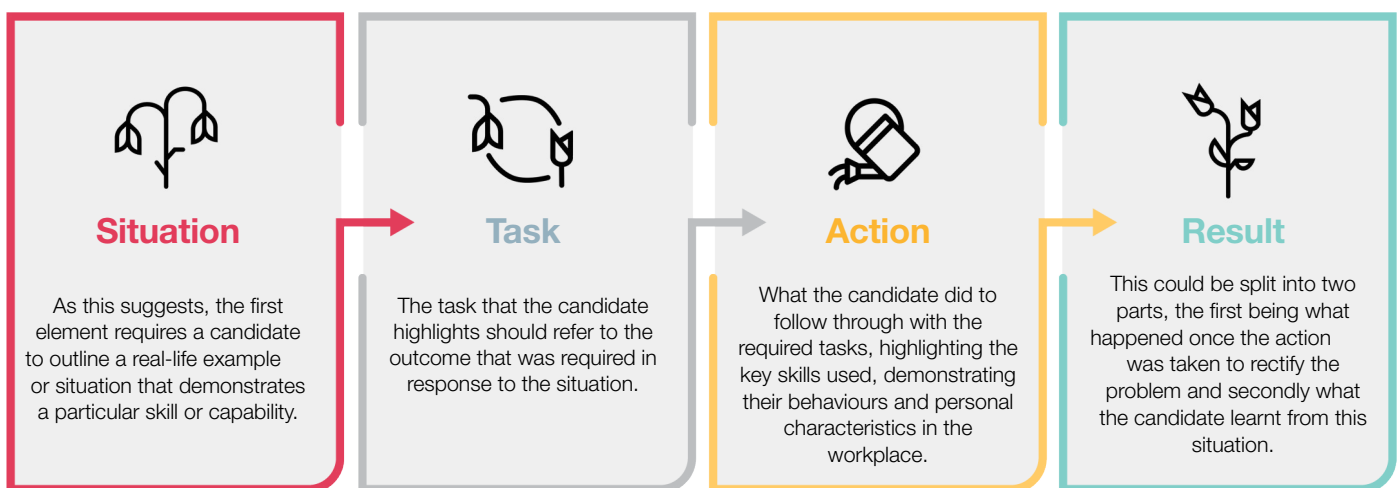 Situation
As this suggests, the first
element requires a candidate
to outline a real-life example
or situation that demonstrates
a particular skill or capability.
Task
The task that the candidate
highlights should refer to the
outcome that was required in
response to the situation.
Action
What the candidate did to
follow through with the
required tasks, highlighting the
key skills used, demonstrating
their behaviours and personal
characteristics in the
workplace.
Result
This could be split into two
parts, the first being what
happened once the action
was taken to rectify the
problem and secondly what
the candidate learnt from this
situation.